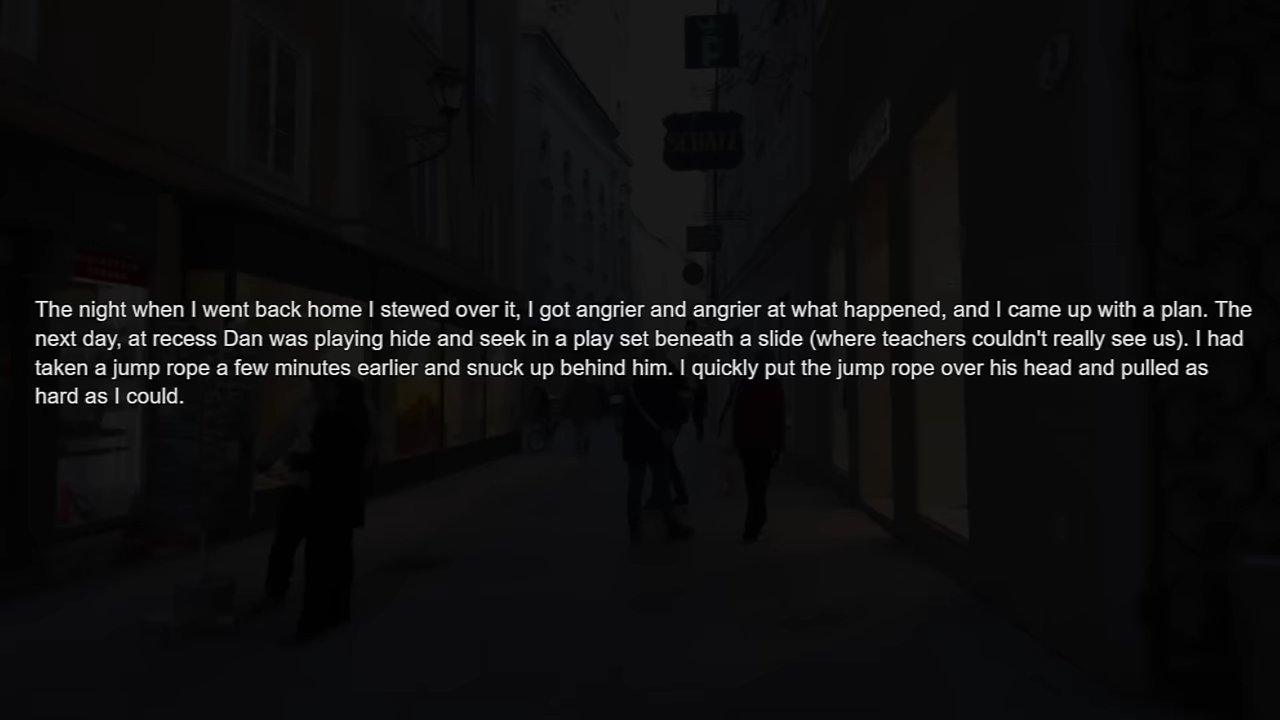 SCHATZ
The night when I went back home I stewed over it, I got angrier and angrier at what happened, and I came up with a plan. The
next day, at recess Dan was playing hide and seek in a play set beneath a slide (where teachers couldn't really see us). I had
taken a jump rope a few minutes earlier and snuck up behind him. I quickly put the jump rope over his head and pulled as
hard as I could.